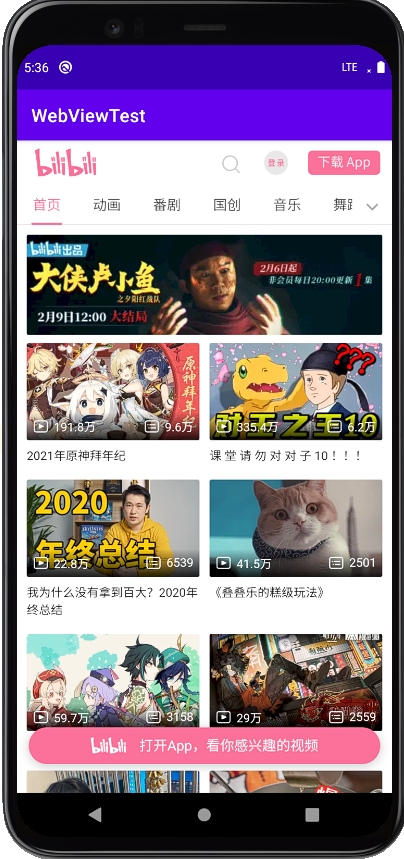 5:36
LTE
WebViewTest
bilibili
登录
下载 App
首页 动画 番剧 国创 音乐 舞蹈
bilibili出品
大侠卢小鱼
之夕阳红战队
2月9日12:00 大结局
2月6日起
非会员每日20:00更新1集
原神拜年纪
191.8万 9.6万
2021年原神拜年纪
???
对王之王10
335.4万 6.2万
课 堂 请 勿 对 对 子 10！！！
2020
年终总结
22.8万 6539
我为什么没有拿到百大？2020年
终总结
41.5万 2501
《叠叠乐的糕级玩法》
59.7万 3158
29万 2559
bilibili 打开App，看你感兴趣的视频